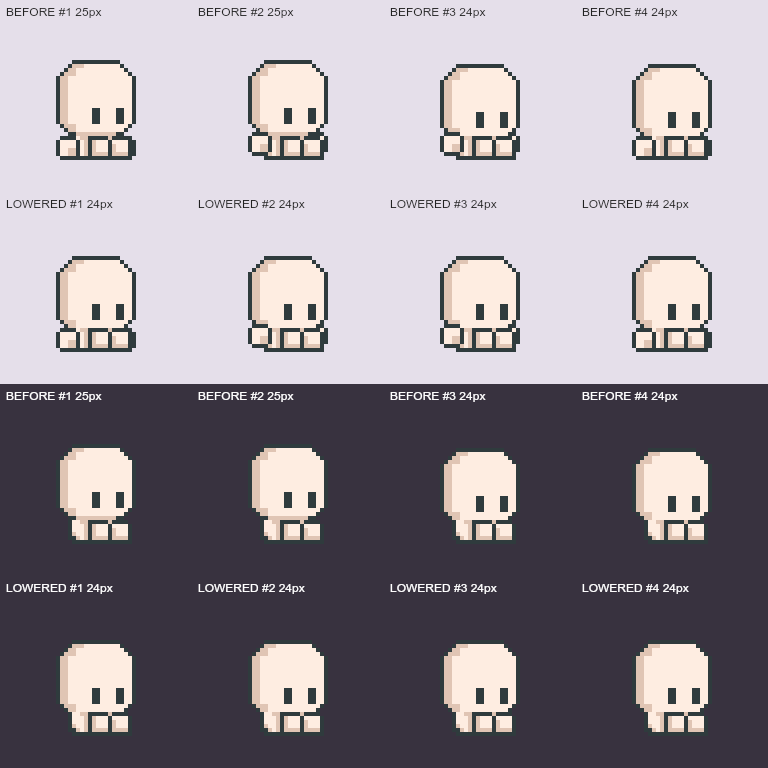 BEFORE #1 25px
BEFORE #2 25px
BEFORE #3 24px
BEFORE #4 24px
LOWERED #1 24px
LOWERED #2 24px
LOWERED #3 24px
LOWERED #4 24px
BEFORE #1 25px
BEFORE #2 25px
BEFORE #3 24px
BEFORE #4 24px
LOWERED #1 24px
LOWERED #2 24px
LOWERED #3 24px
LOWERED #4 24px